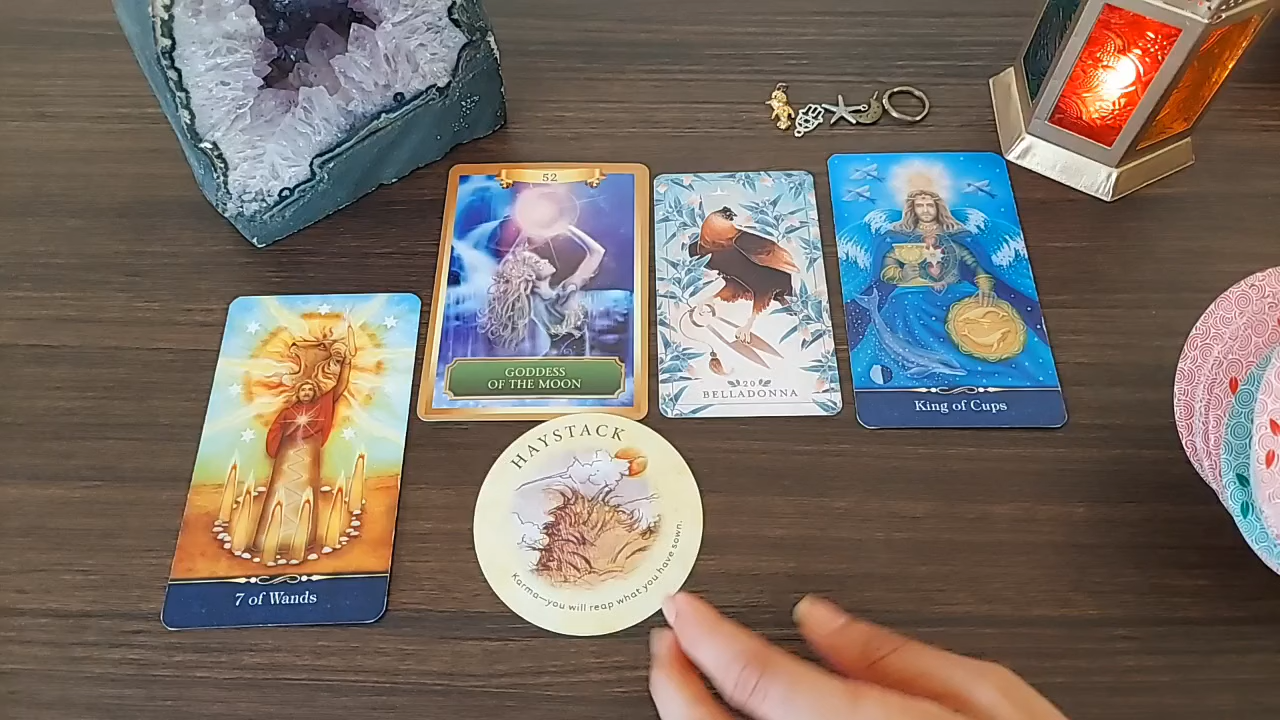 52
GODDESS
OF THE MOON
20
BELLADONNA
King of Cups
HAYSTACK
Karma—you will reap what you have sown.
7 of Wands